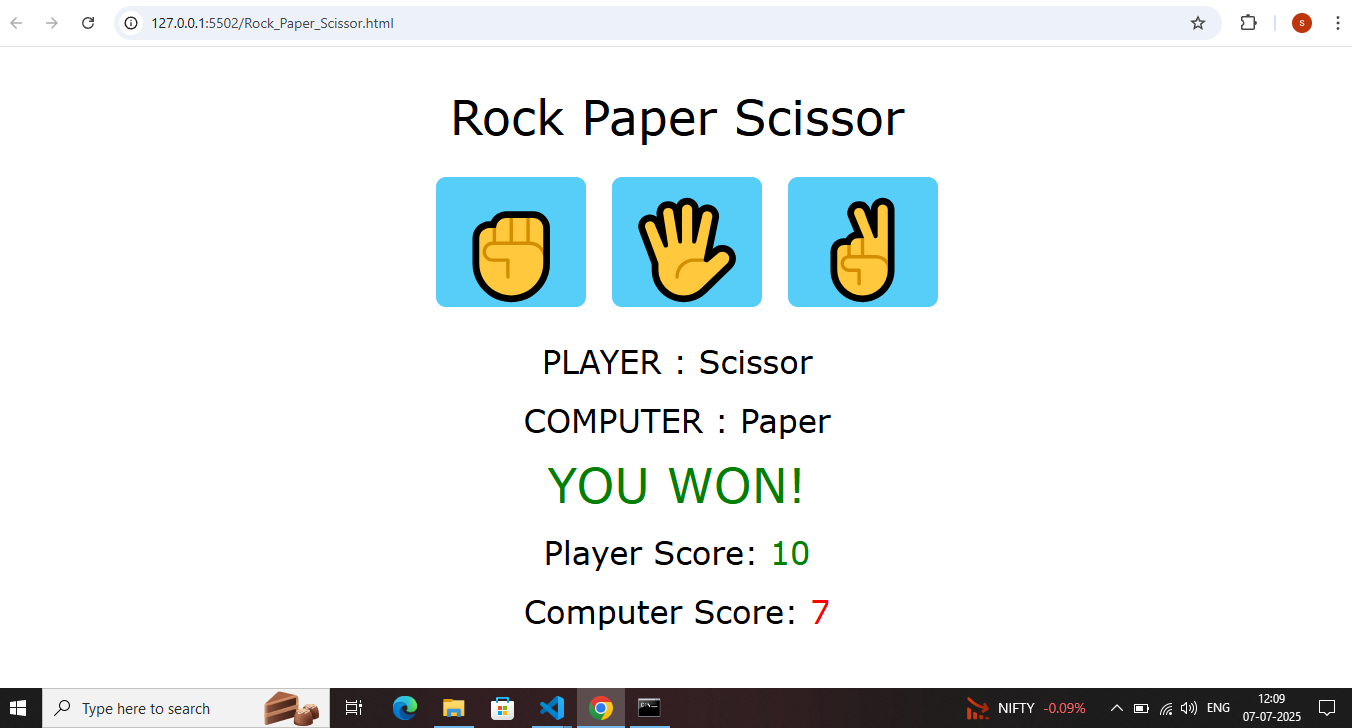 127.0.0.1:5502/Rock_Paper_Scissor.html
S
Rock Paper Scissor
PLAYER : Scissor
COMPUTER : Paper
YOU WON!
Player Score: 10
Computer Score: 7
Type here to search
NIFTY -0.09%
ENG
12:09
07-07-2025